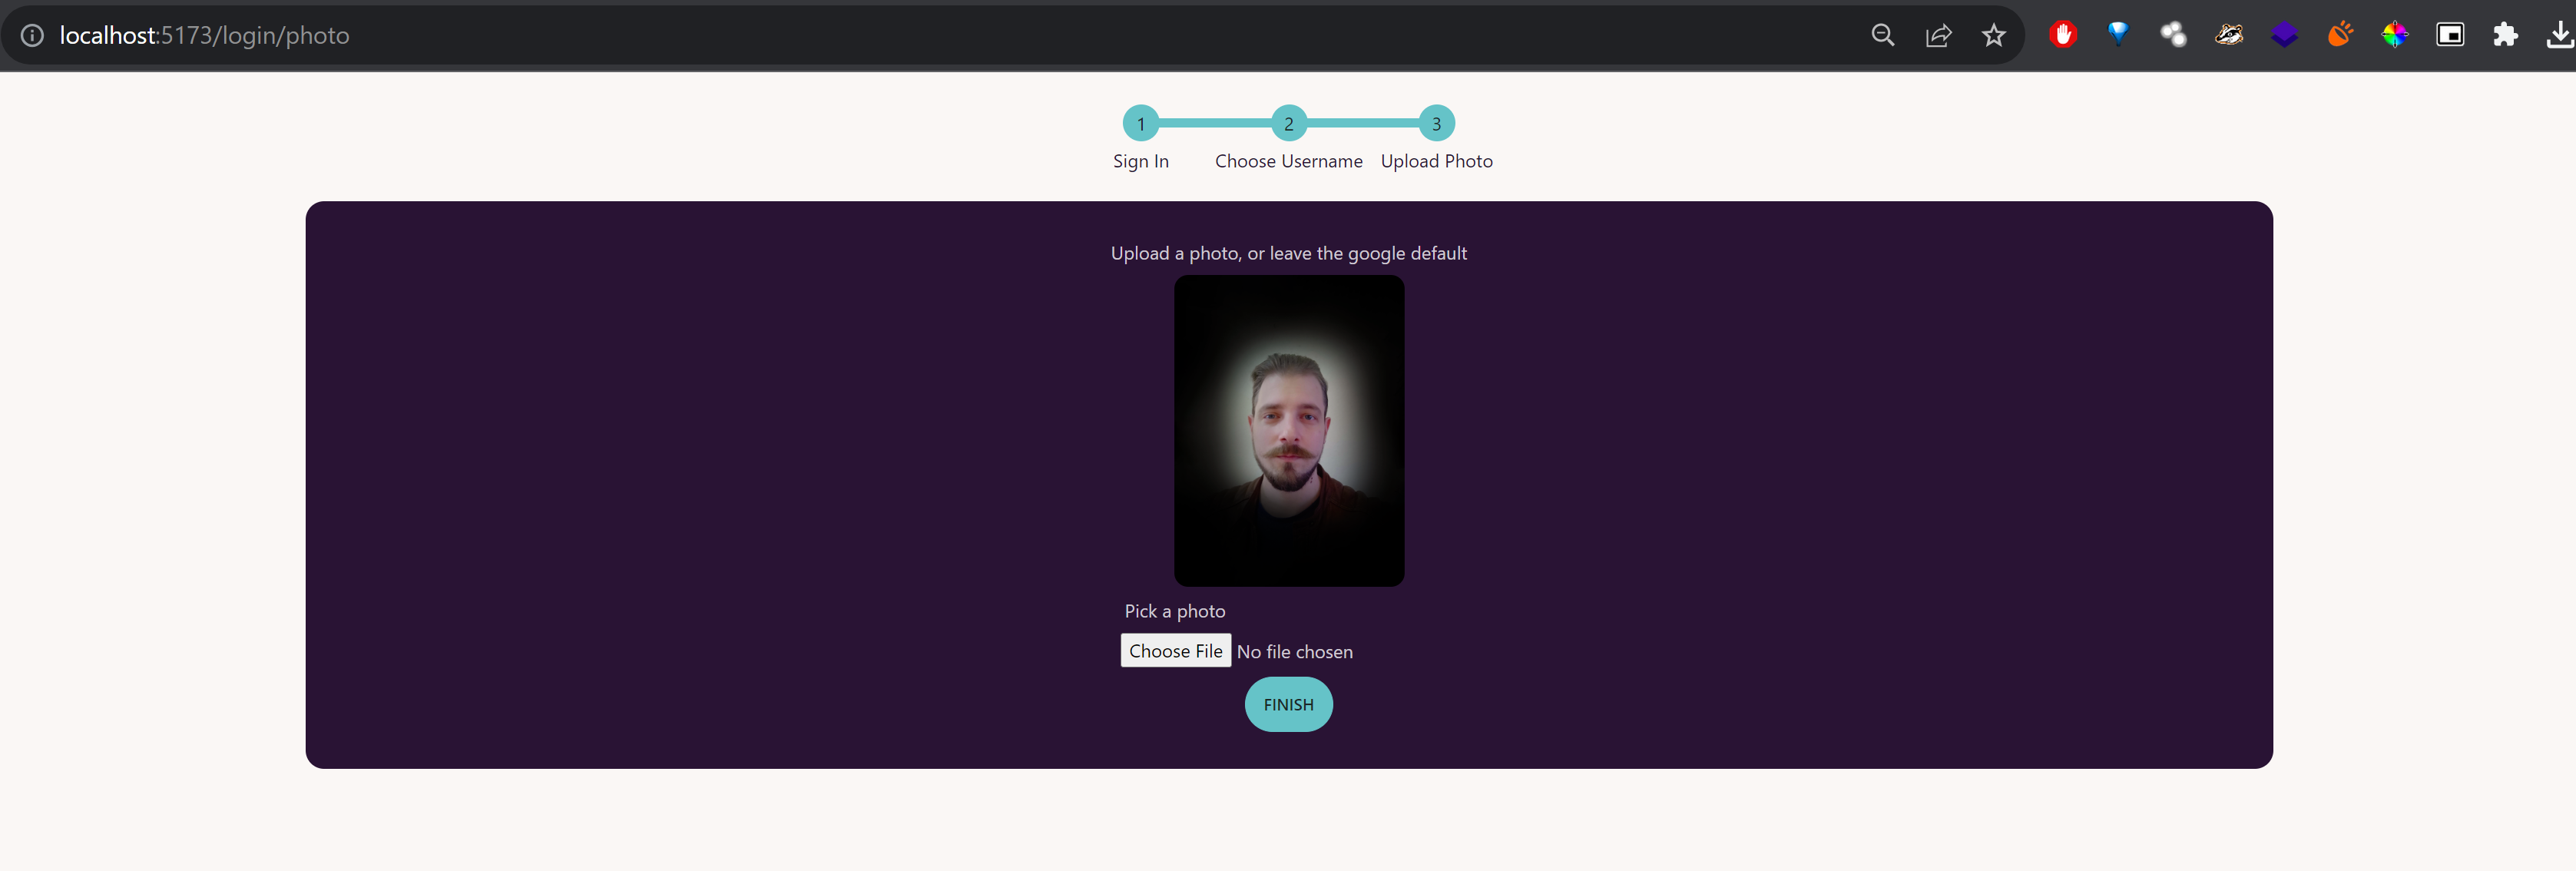 localhost:5173/login/photo
1 2 3
Sign In Choose Username Upload Photo
Upload a photo, or leave the google default
Pick a photo
Choose File No file chosen
FINISH